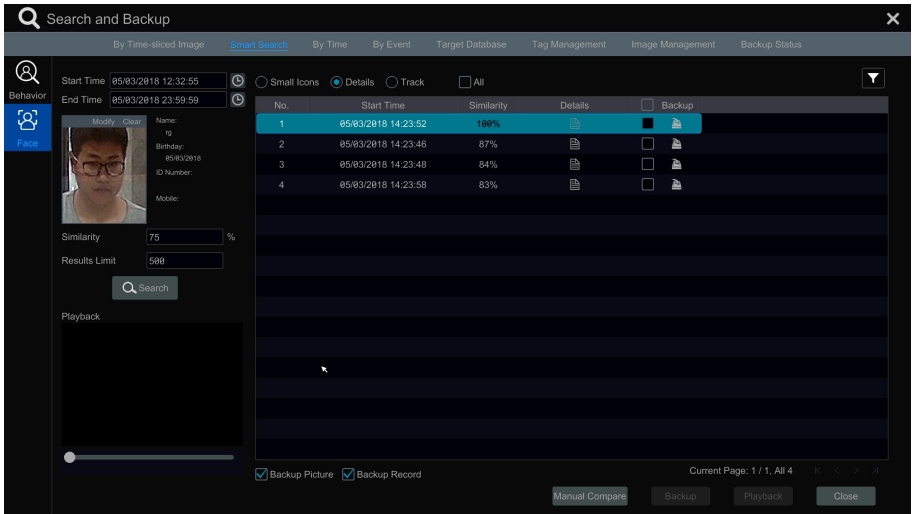 Search and Backup
By Time-sliced Image Smart Search By Time By Event Target Database Tag Management Image Management Backup Status
Behavior
Face
Start Time 05/03/2018 12:32:55
End Time 05/03/2018 23:59:59
Modify Clear
Name:
rg
Birthday:
05/03/2018
ID Number:
Mobile:
Similarity 75 %
Results Limit 500
Search
Playback
Small Icons Details Track All
No. Start Time Similarity Details Backup
1 05/03/2018 14:23:52 100%
2 05/03/2018 14:23:46 87%
3 05/03/2018 14:23:48 84%
4 05/03/2018 14:23:58 83%
Backup Picture Backup Record
Current Page: 1 / 1, All 4
Manual Compare Backup Playback Close